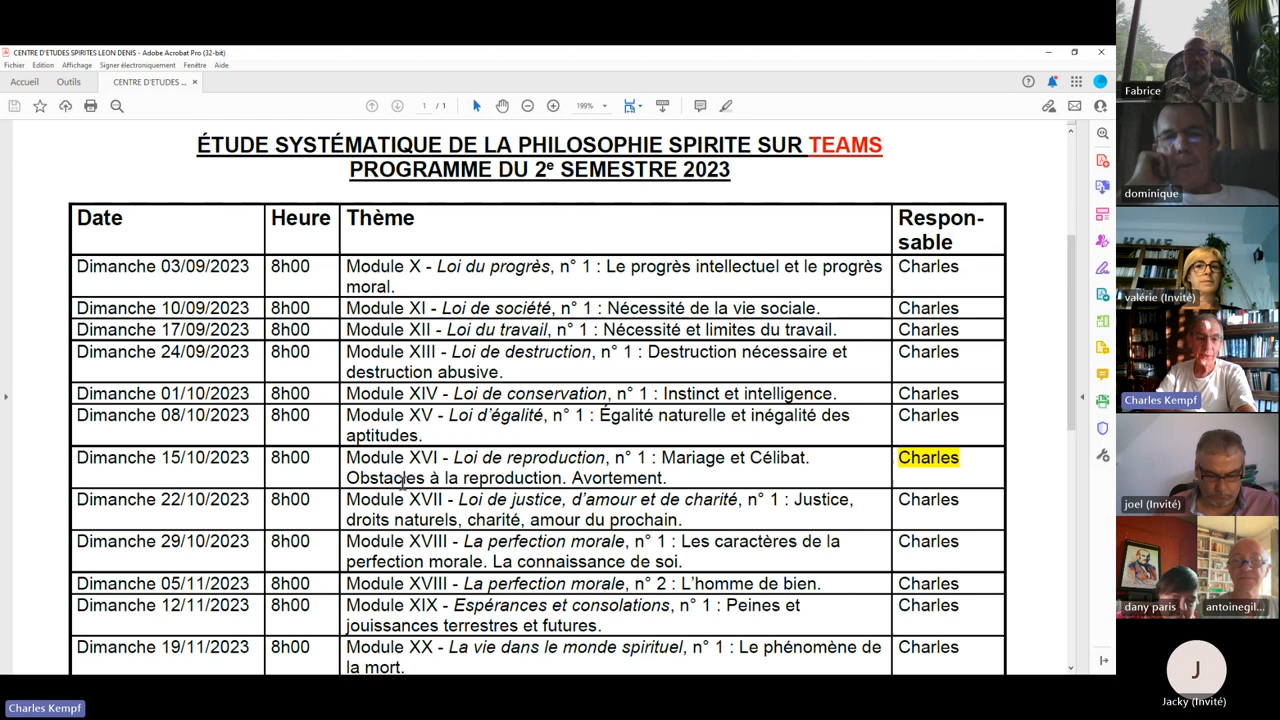 CENTRE D'ETUDES SPIRITES LEON DENIS - Adobe Acrobat Pro (32-bit)
Fichier Edition Affichage Signer électroniquement Fenêtre Aide
Accueil Outils CENTRE D'ETUDES ... ×
1 / 1 199%
ÉTUDE SYSTÉMATIQUE DE LA PHILOSOPHIE SPIRITE SUR TEAMS
PROGRAMME DU 2e SEMESTRE 2023
Date Heure Thème Respon-
sable
Dimanche 03/09/2023 8h00 Module X - Loi du progrès, n° 1 : Le progrès intellectuel et le progrès Charles
moral.
Dimanche 10/09/2023 8h00 Module XI - Loi de société, n° 1 : Nécessité de la vie sociale. Charles
Dimanche 17/09/2023 8h00 Module XII - Loi du travail, n° 1 : Nécessité et limites du travail. Charles
Dimanche 24/09/2023 8h00 Module XIII - Loi de destruction, n° 1 : Destruction nécessaire et Charles
destruction abusive.
Dimanche 01/10/2023 8h00 Module XIV - Loi de conservation, n° 1 : Instinct et intelligence. Charles
Dimanche 08/10/2023 8h00 Module XV - Loi d'égalité, n° 1 : Égalité naturelle et inégalité des Charles
aptitudes.
Dimanche 15/10/2023 8h00 Module XVI - Loi de reproduction, n° 1 : Mariage et Célibat. Charles
Obstacles à la reproduction. Avortement.
Dimanche 22/10/2023 8h00 Module XVII - Loi de justice, d'amour et de charité, n° 1 : Justice, Charles
droits naturels, charité, amour du prochain.
Dimanche 29/10/2023 8h00 Module XVIII - La perfection morale, n° 1 : Les caractères de la Charles
perfection morale. La connaissance de soi.
Dimanche 05/11/2023 8h00 Module XVIII - La perfection morale, n° 2 : L'homme de bien. Charles
Dimanche 12/11/2023 8h00 Module XIX - Espérances et consolations, n° 1 : Peines et Charles
jouissances terrestres et futures.
Dimanche 19/11/2023 8h00 Module XX - La vie dans le monde spirituel, n° 1 : Le phénomène de Charles
la mort.
Charles Kempf
Fabrice
dominique
HOME
valérie (Invité)
Charles Kempf
joel (Invité)
dany paris
antoinegil...
J
Jacky (Invité)